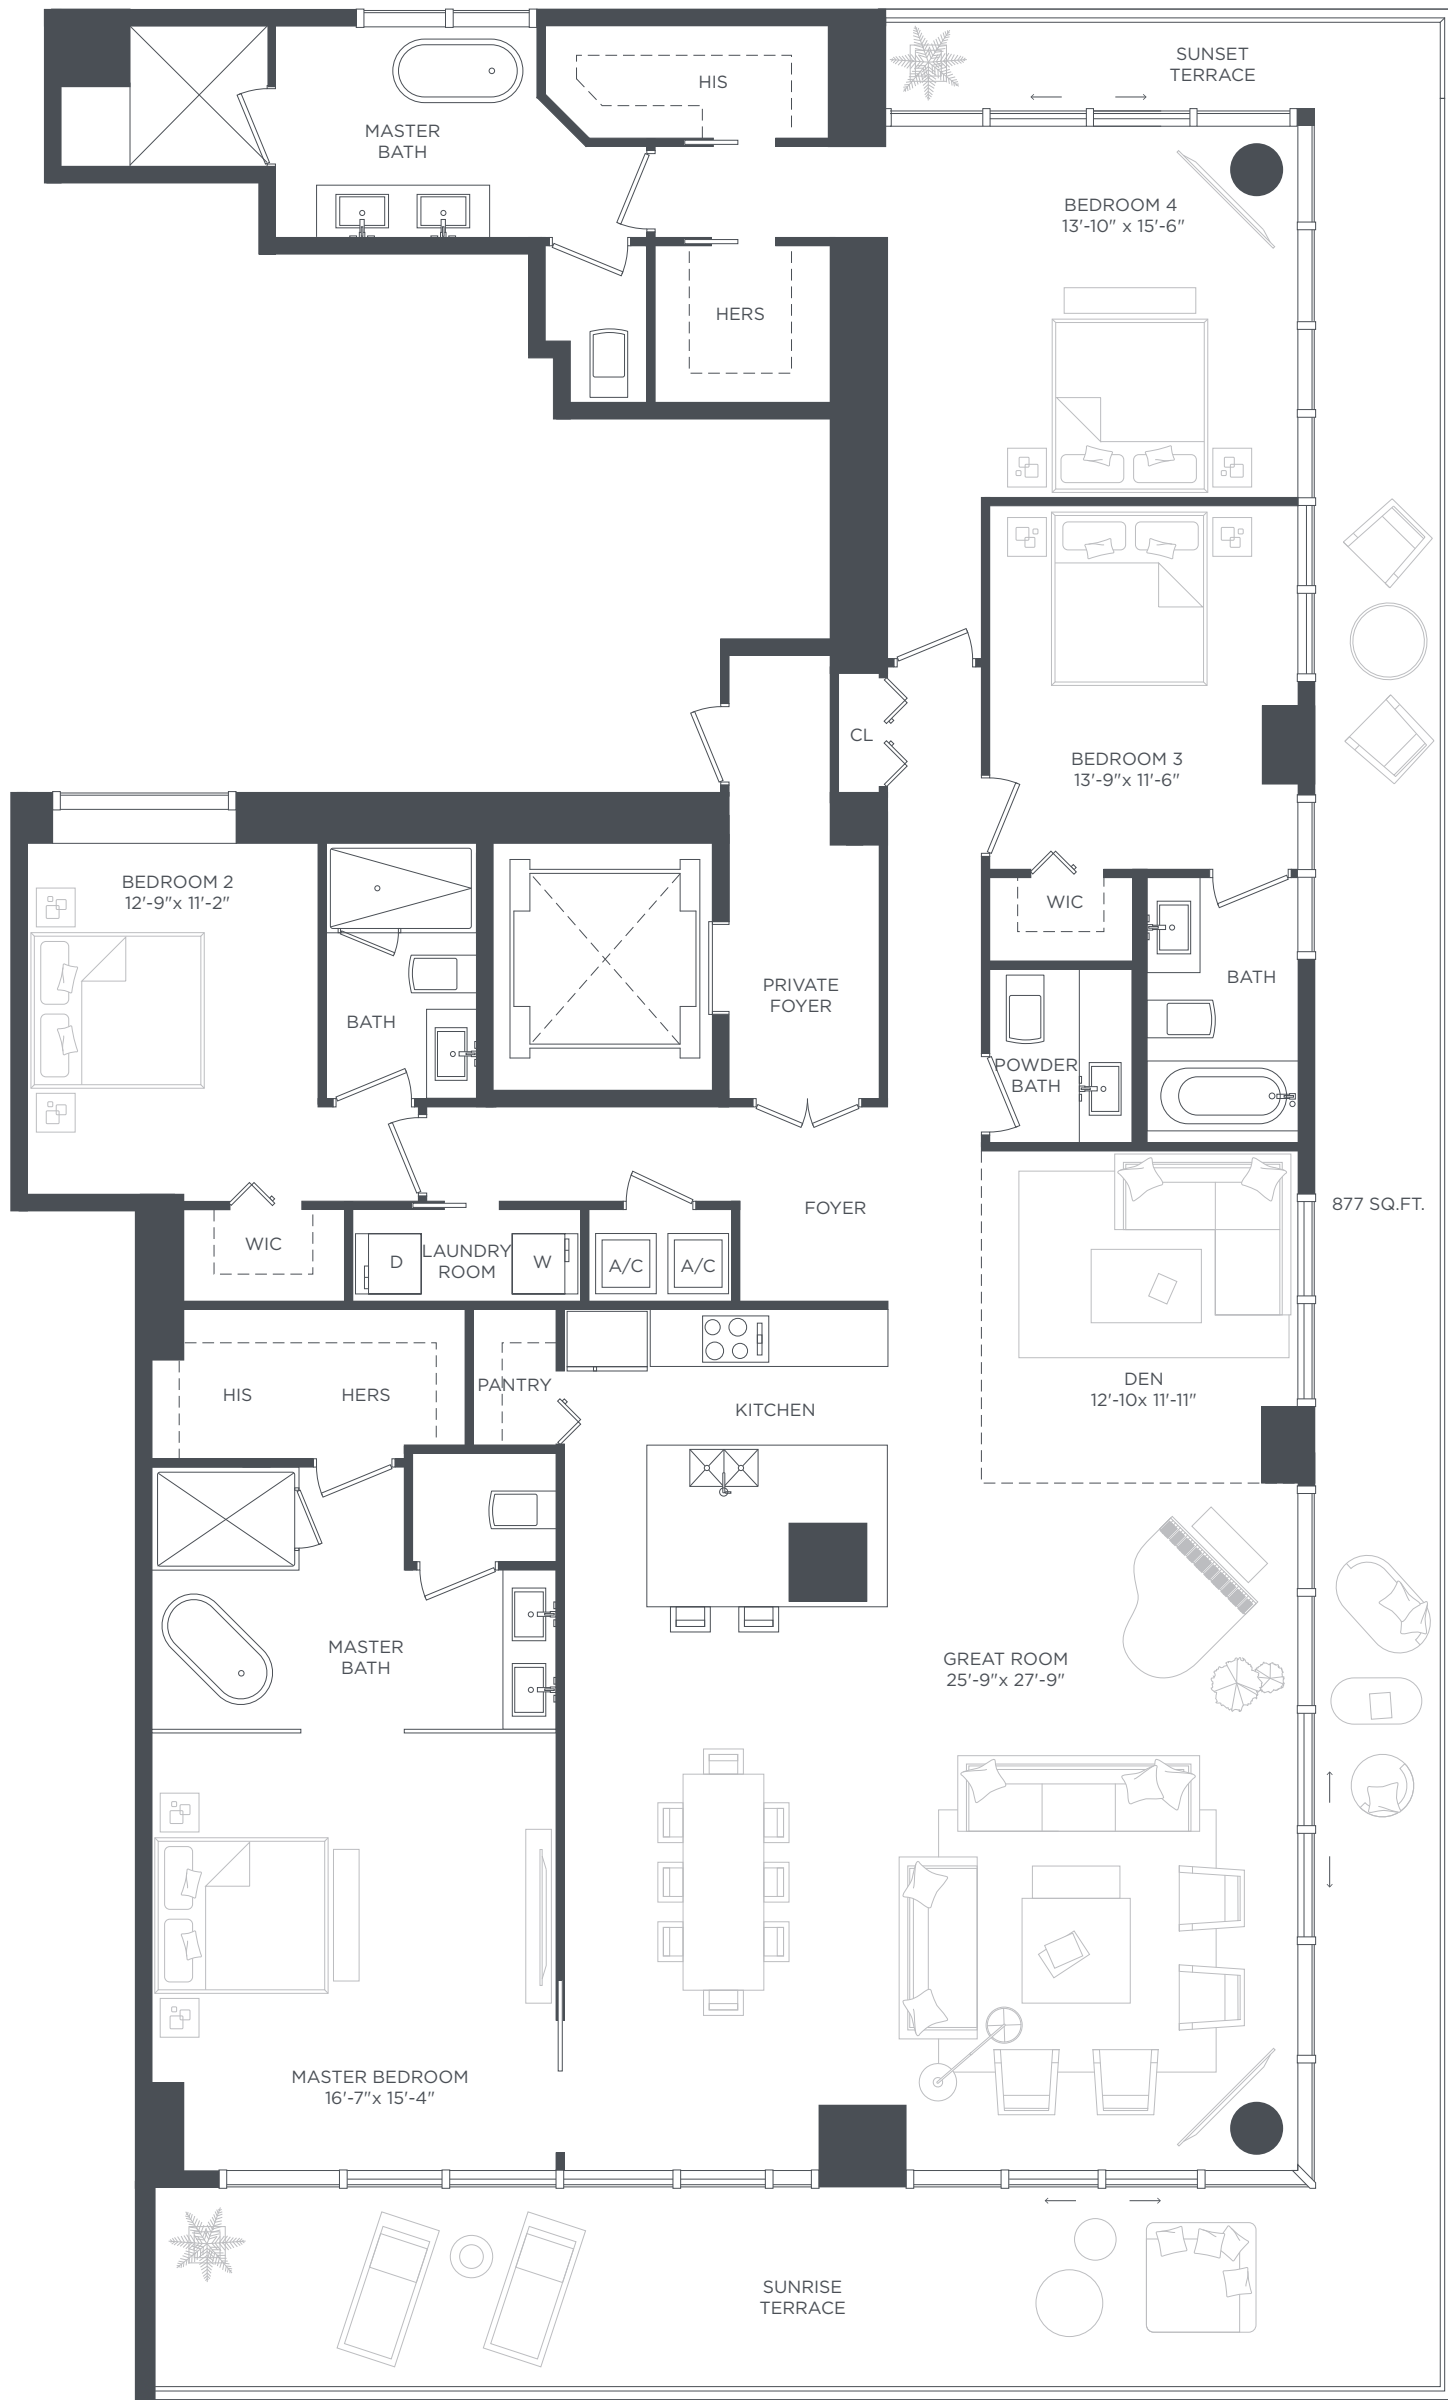 SUNSET
TERRACE
HIS
MASTER
BATH
BEDROOM 4
13'-10" x 15'-6"
HERS
CL
BEDROOM 3
13'-9"x 11'-6"
BEDROOM 2
12'-9"x 11'-2"
WIC
BATH
PRIVATE
FOYER
BATH
POWDER
BATH
FOYER
877 SQ.FT.
WIC
D
LAUNDRY
ROOM
W
A/C
A/C
DEN
12'-10x 11'-11"
HIS
HERS
PANTRY
KITCHEN
MASTER
BATH
GREAT ROOM
25'-9"x 27'-9"
MASTER BEDROOM
16'-7"x 15'-4"
SUNRISE
TERRACE